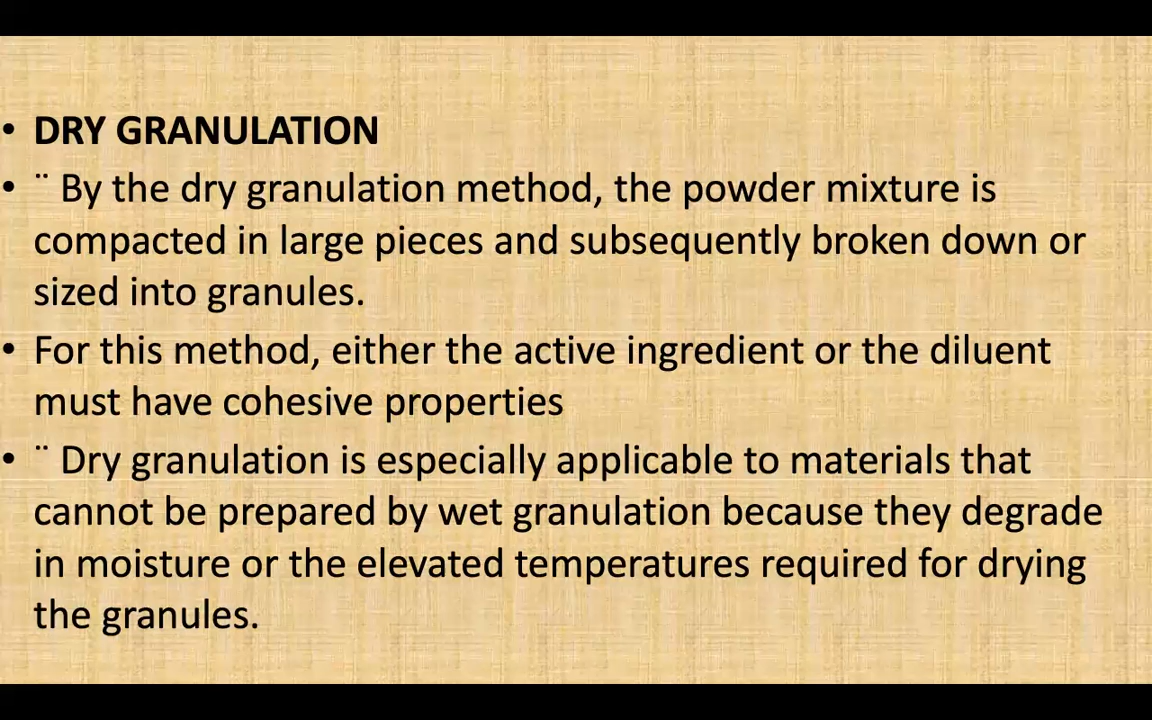 • DRY GRANULATION
• ¨ By the dry granulation method, the powder mixture is
compacted in large pieces and subsequently broken down or
sized into granules.
• For this method, either the active ingredient or the diluent
must have cohesive properties
• ¨ Dry granulation is especially applicable to materials that
cannot be prepared by wet granulation because they degrade
in moisture or the elevated temperatures required for drying
the granules.